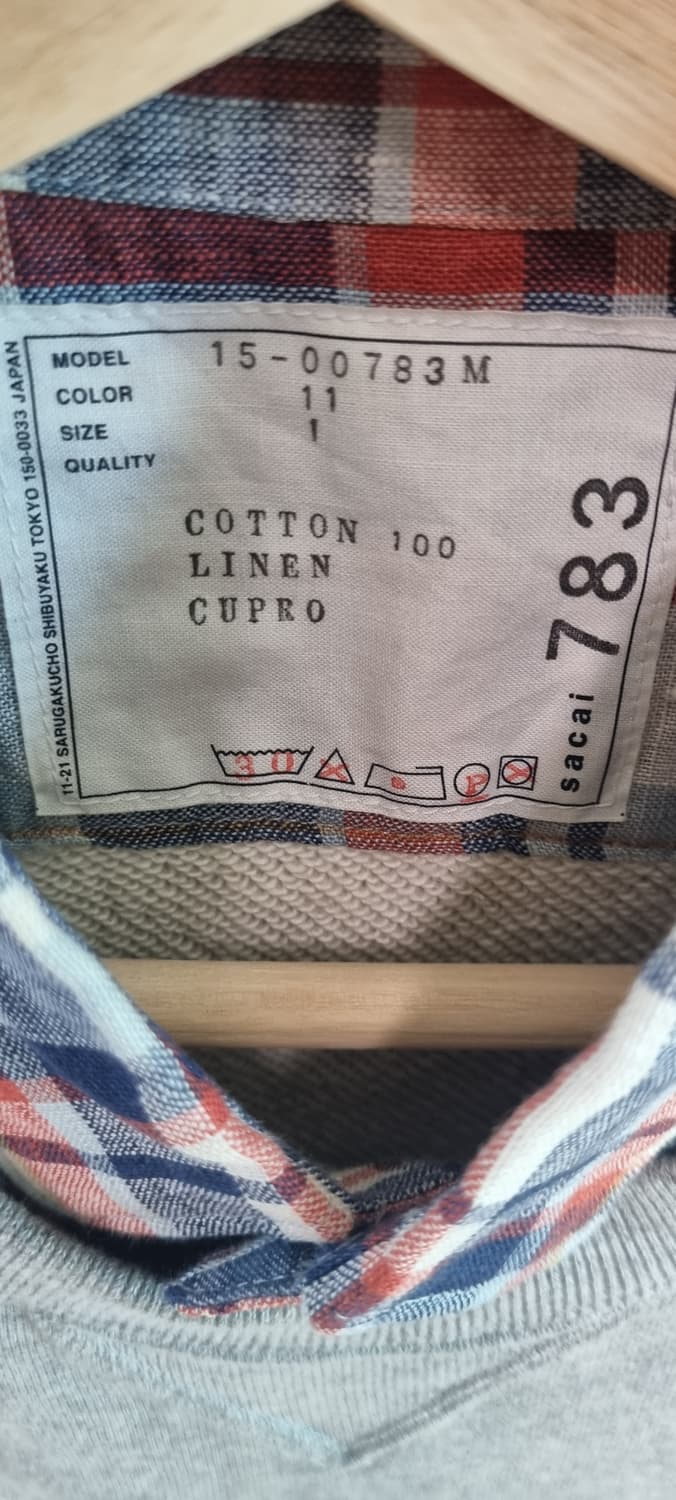 MODEL 15-00783 M
COLOR 11
SIZE 1
QUALITY
COTTON 100
LINEN
CUPRO
30 P
sacai 783
11-21 SARUGAKUCHO SHIBUYAKU TOKYO 150-0033 JAPAN